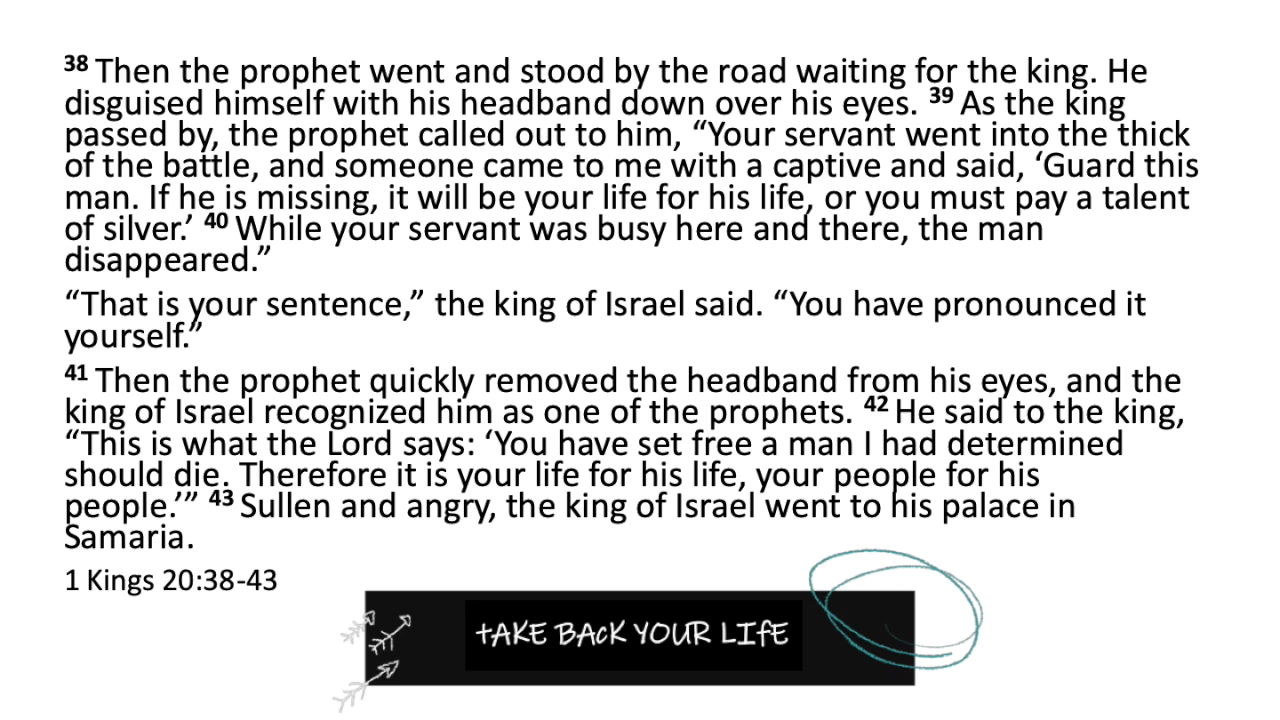 38 Then the prophet went and stood by the road waiting for the king. He
disguised himself with his headband down over his eyes. 39 As the king
passed by, the prophet called out to him, “Your servant went into the thick
of the battle, and someone came to me with a captive and said, ‘Guard this
man. If he is missing, it will be your life for his life, or you must pay a talent
of silver.’ 40 While your servant was busy here and there, the man
disappeared.”
“That is your sentence,” the king of Israel said. “You have pronounced it
yourself.”
41 Then the prophet quickly removed the headband from his eyes, and the
king of Israel recognized him as one of the prophets. 42 He said to the king,
“This is what the Lord says: ‘You have set free a man I had determined
should die. Therefore it is your life for his life, your people for his
people.’” 43 Sullen and angry, the king of Israel went to his palace in
Samaria.
1 Kings 20:38-43
TAKE BACK YOUR LIFE